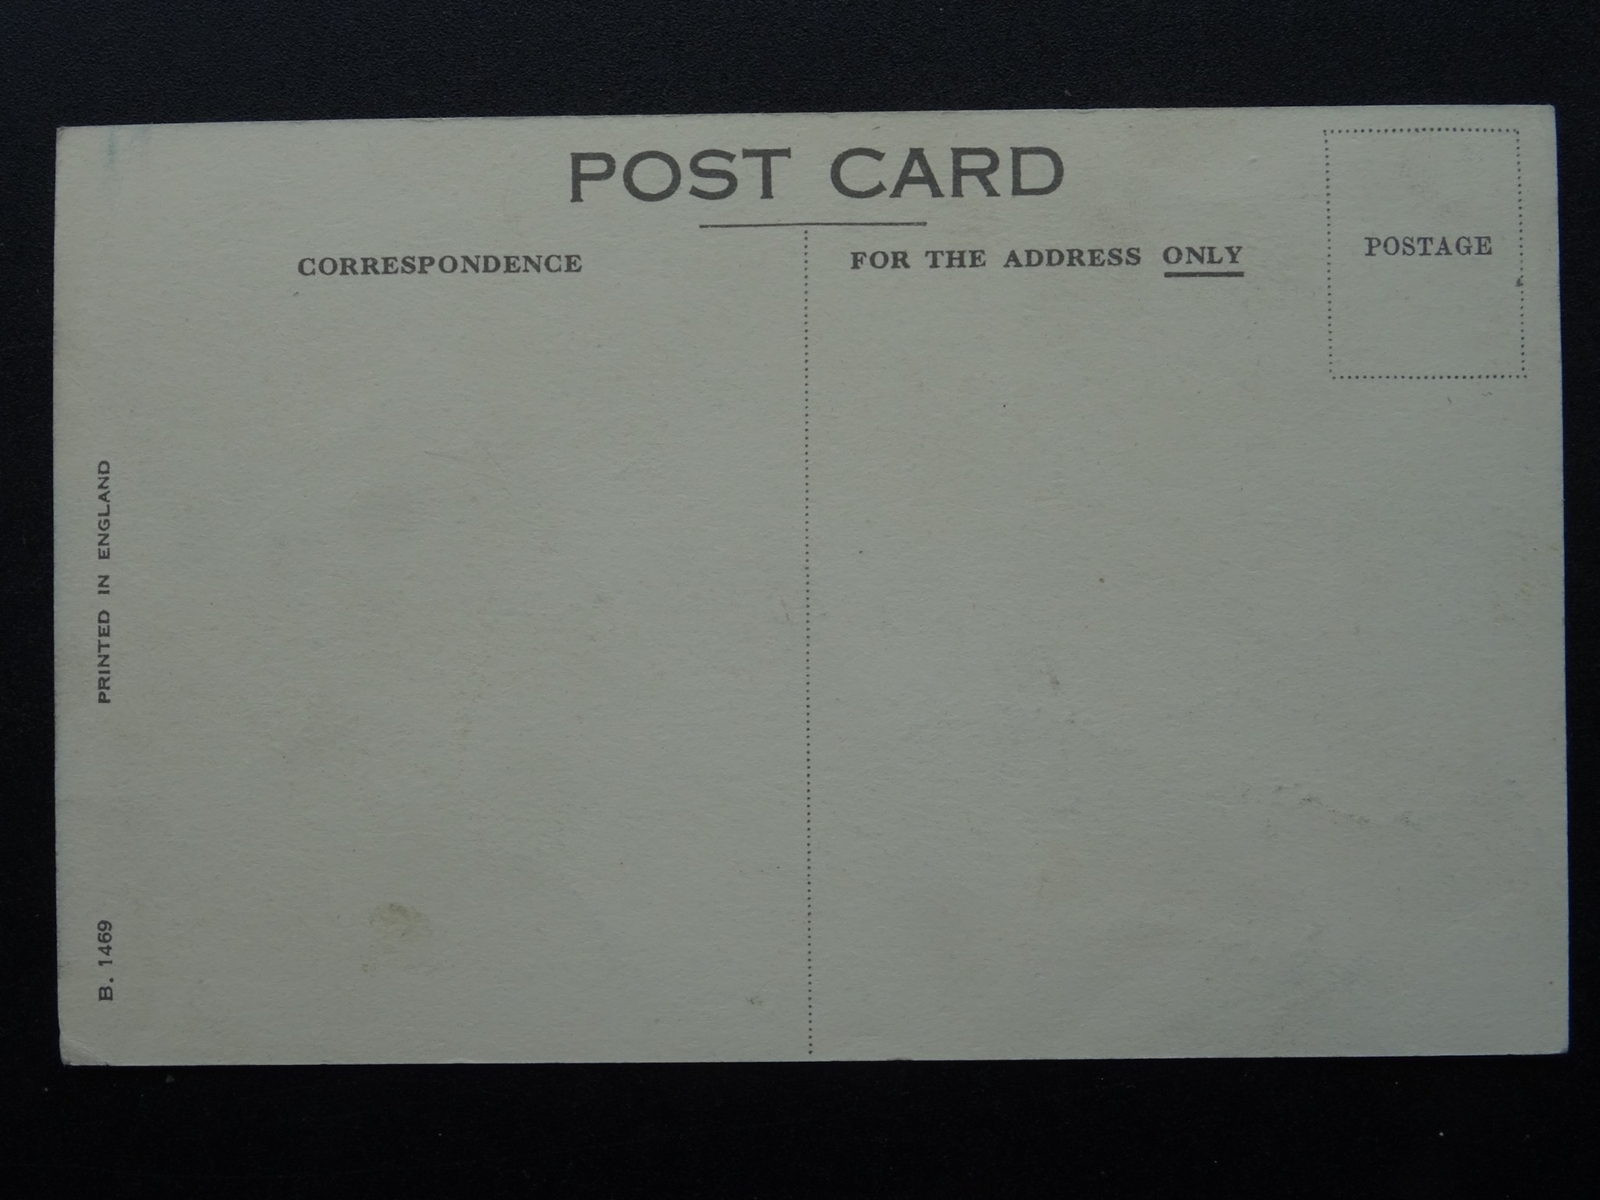 POST CARD
CORRESPONDENCE
FOR THE ADDRESS ONLY
POSTAGE
PRINTED IN ENGLAND
B. 1469